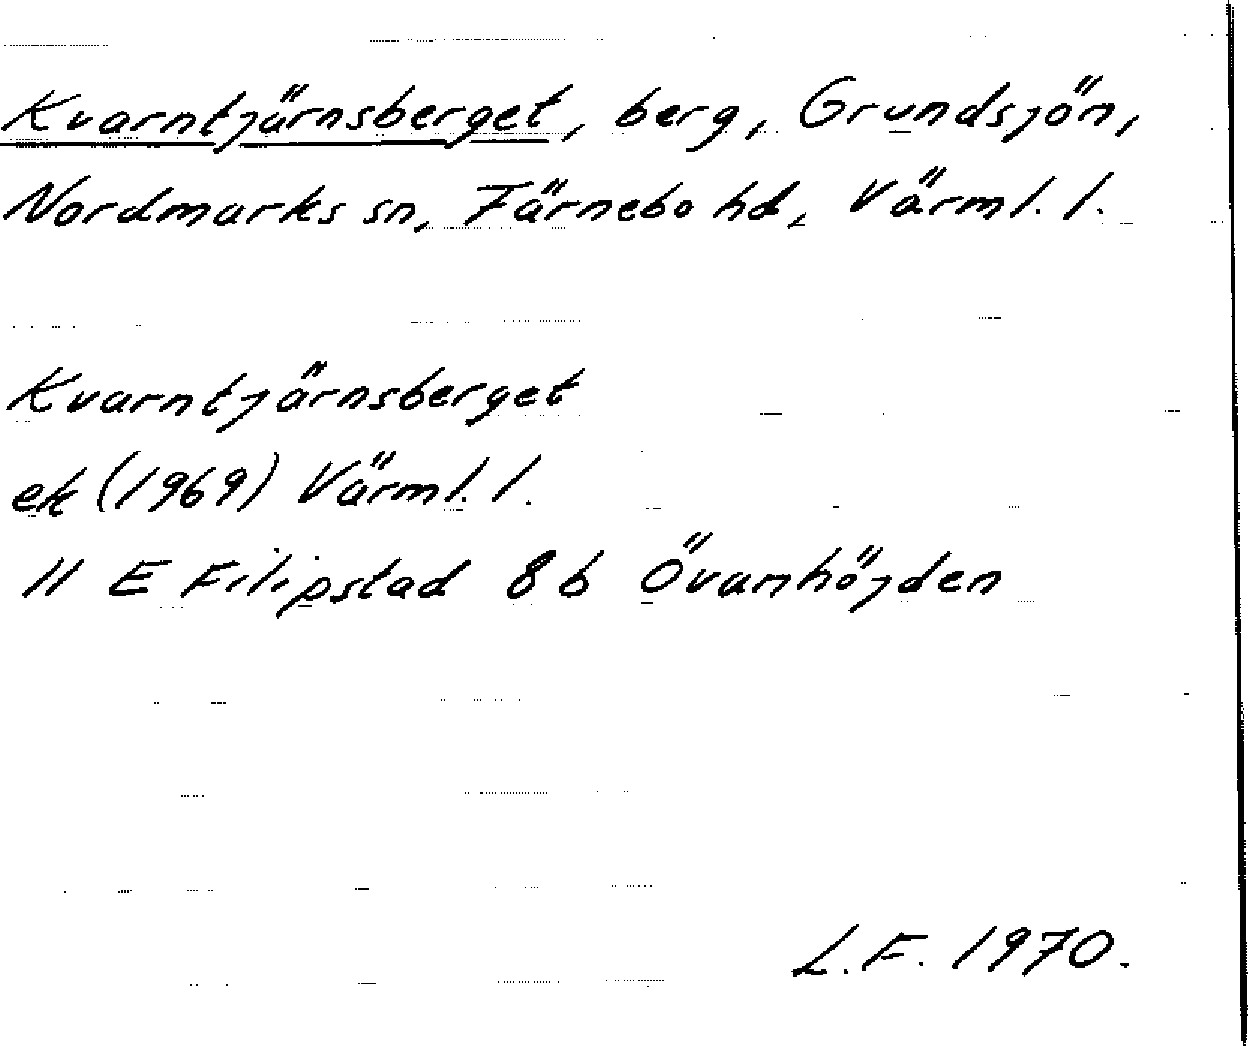 Kvarntjärnsberget, berg, Grundsjön,
Nordmarks sn, Färnebo hd, Värml. l.
Kvarntjärnsberget
ek (1969) Värml. l.
11 E Filipstad 8 b Övanhöjden
L.F. 1970.